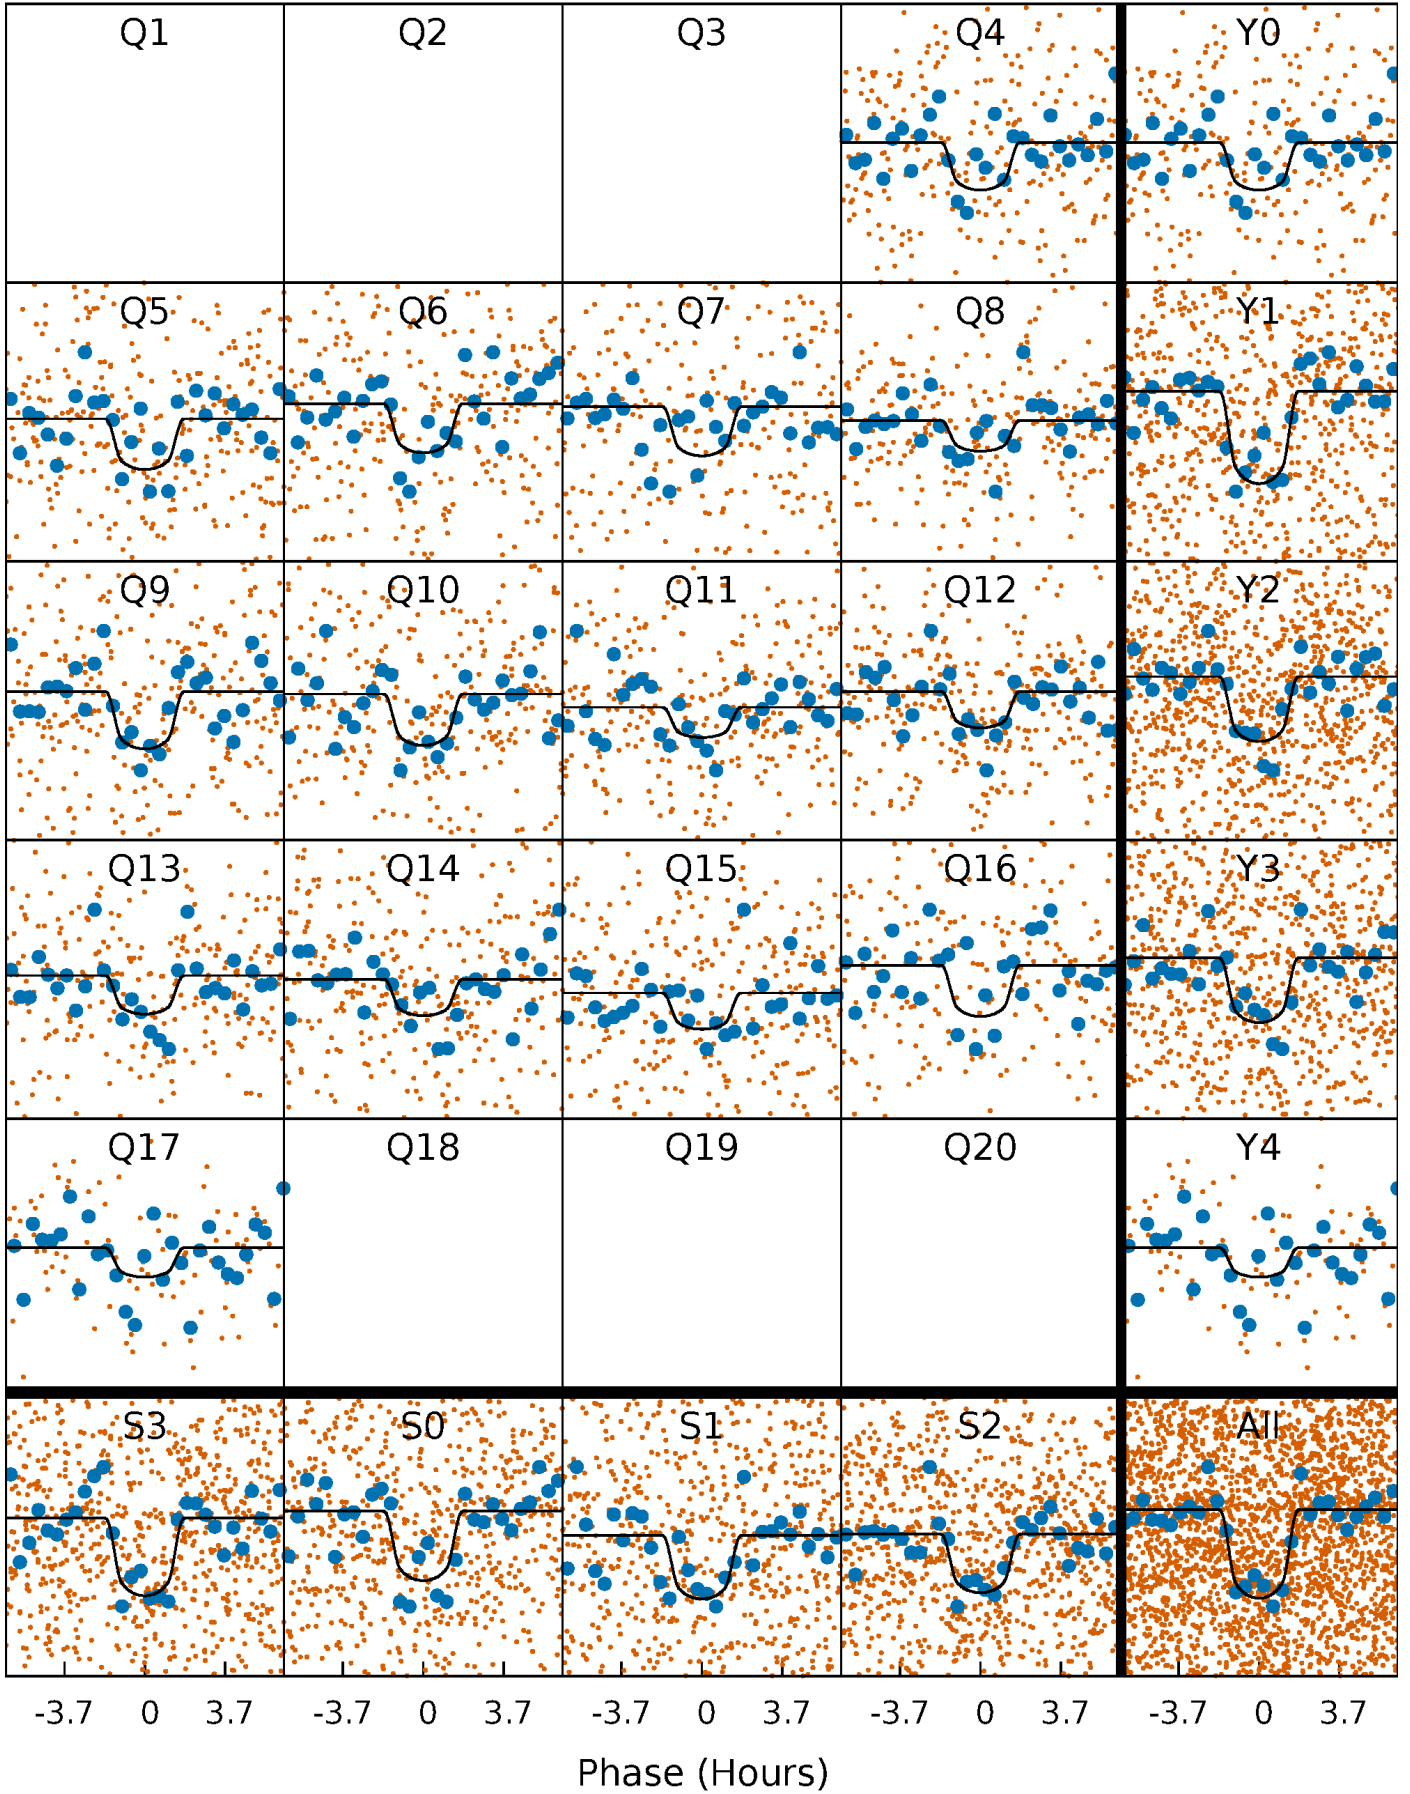 Q1 Q2 Q3 Q4 Y0
Q5 Q6 Q7 Q8 Y1
Q9 Q10 Q11 Q12 Y2
Q13 Q14 Q15 Q16 Y3
Q17 Q18 Q19 Q20 Y4
S3 S0 S1 S2 All
-3.7 0 3.7 -3.7 0 3.7 -3.7 0 3.7 -3.7 0 3.7 -3.7 0 3.7
Phase (Hours)